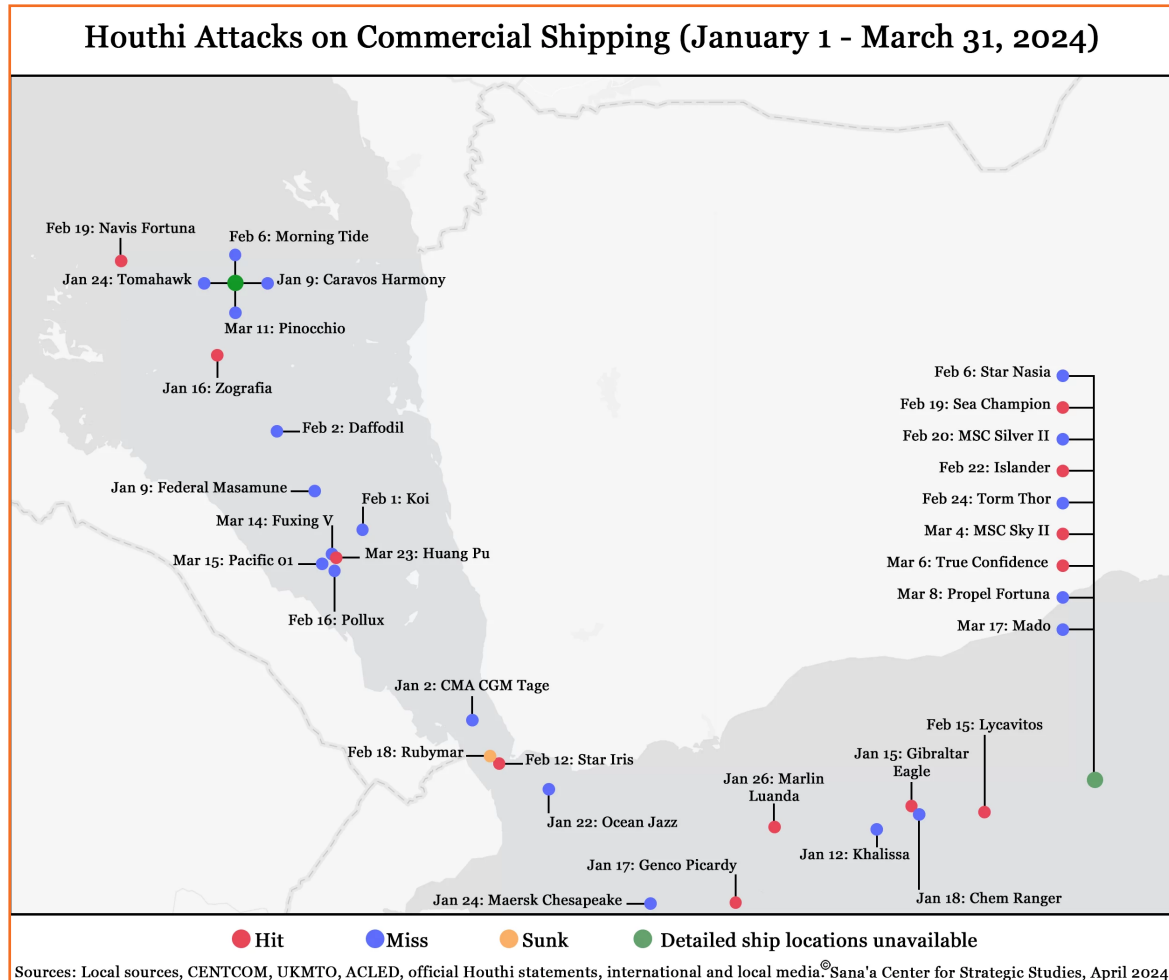 Houthi Attacks on Commercial Shipping (January 1 - March 31, 2024)
Feb 19: Navis Fortuna
Feb 6: Morning Tide
Jan 24: Tomahawk
Jan 9: Caravos Harmony
Mar 11: Pinocchio
Jan 16: Zografia
Feb 2: Daffodil
Jan 9: Federal Masamune
Feb 1: Koi
Mar 14: Fuxing V
Mar 23: Huang Pu
Mar 15: Pacific 01
Feb 16: Pollux
Jan 2: CMA CGM Tage
Feb 18: Rubymar
Feb 12: Star Iris
Jan 22: Ocean Jazz
Feb 6: Star Nasia
Feb 19: Sea Champion
Feb 20: MSC Silver II
Feb 22: Islander
Feb 24: Torm Thor
Mar 4: MSC Sky II
Mar 6: True Confidence
Mar 8: Propel Fortuna
Mar 17: Mado
Feb 15: Lycavitos
Jan 15: Gibraltar
Eagle
Jan 26: Marlin
Luanda
Jan 12: Khalissa
Jan 17: Genco Picardy
Jan 24: Maersk Chesapeake
Jan 18: Chem Ranger
Hit
Miss
Sunk
Detailed ship locations unavailable
Sources: Local sources, CENTCOM, UKMTO, ACLED, official Houthi statements, international and local media. ©Sana'a Center for Strategic Studies, April 2024